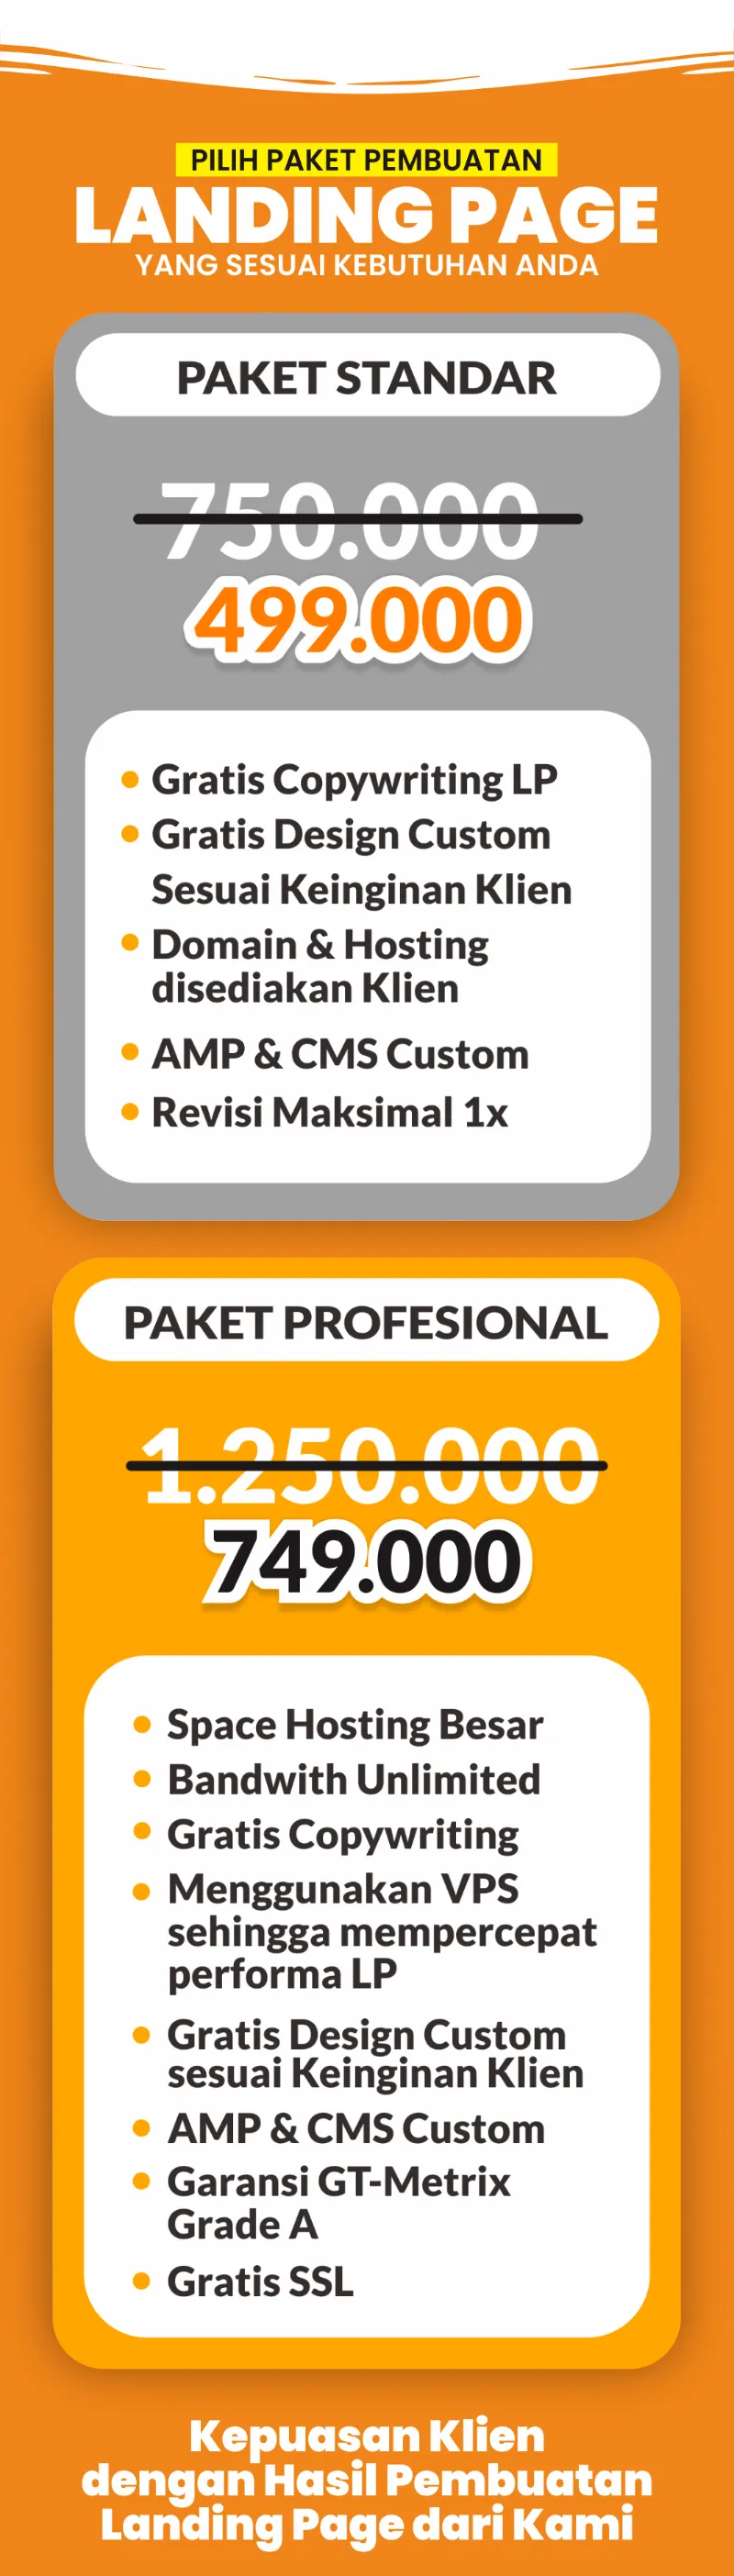 PILIH PAKET PEMBUATAN
LANDING PAGE
YANG SESUAI KEBUTUHAN ANDA
PAKET STANDAR
750.000
499.000
Gratis Copywriting LP
Gratis Design Custom
Sesuai Keinginan Klien
Domain & Hosting
disediakan Klien
AMP & CMS Custom
Revisi Maksimal 1x
PAKET PROFESIONAL
1.250.000
749.000
Space Hosting Besar
Bandwith Unlimited
Gratis Copywriting
Menggunakan VPS
sehingga mempercepat
performa LP
Gratis Design Custom
sesuai Keinginan Klien
AMP & CMS Custom
Garansi GT-Metrix
Grade A
Gratis SSL
Kepuasan Klien
dengan Hasil Pembuatan
Landing Page dari Kami